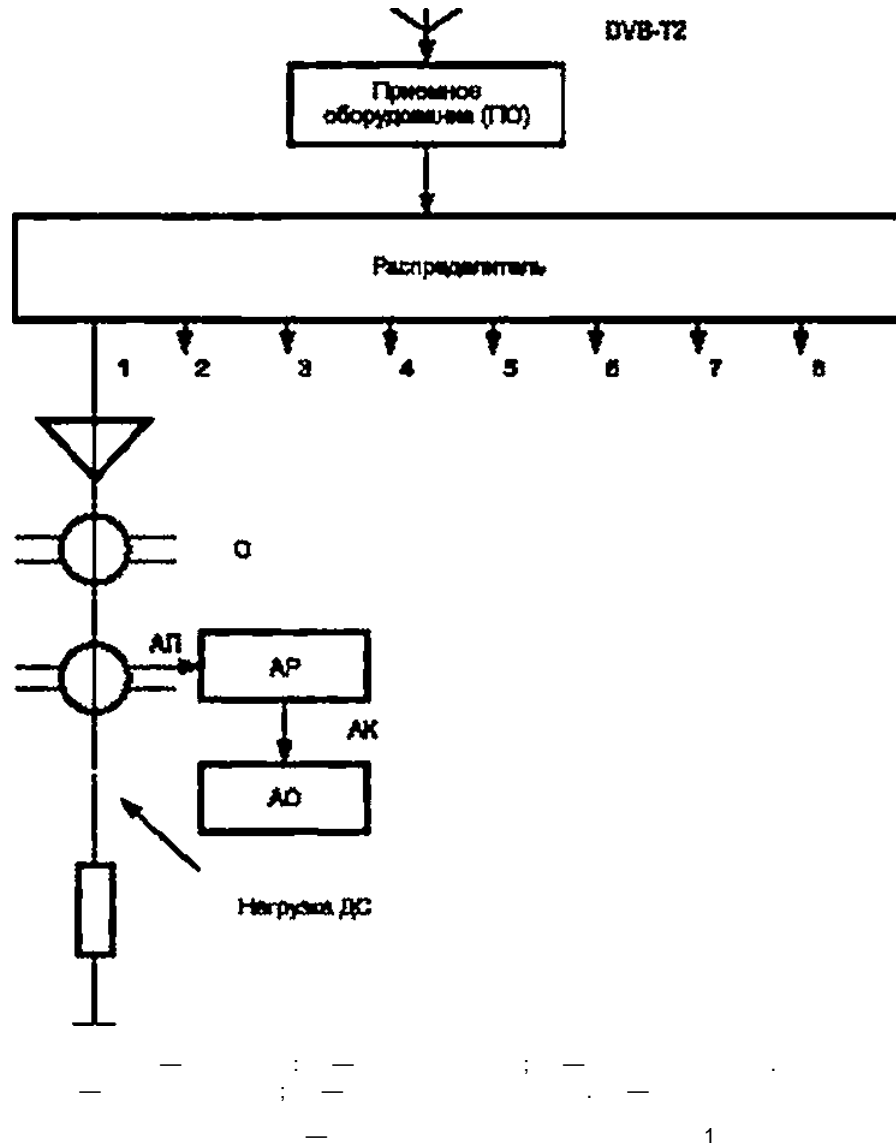 DVB-T2
Приемное
оборудование (ПО)
Распределитель
1 2 3 4 5 6 7 8
О
АП
АР
АК
АО
Нагрузка ДС
— : — ; — .
— ; — . —
— 1